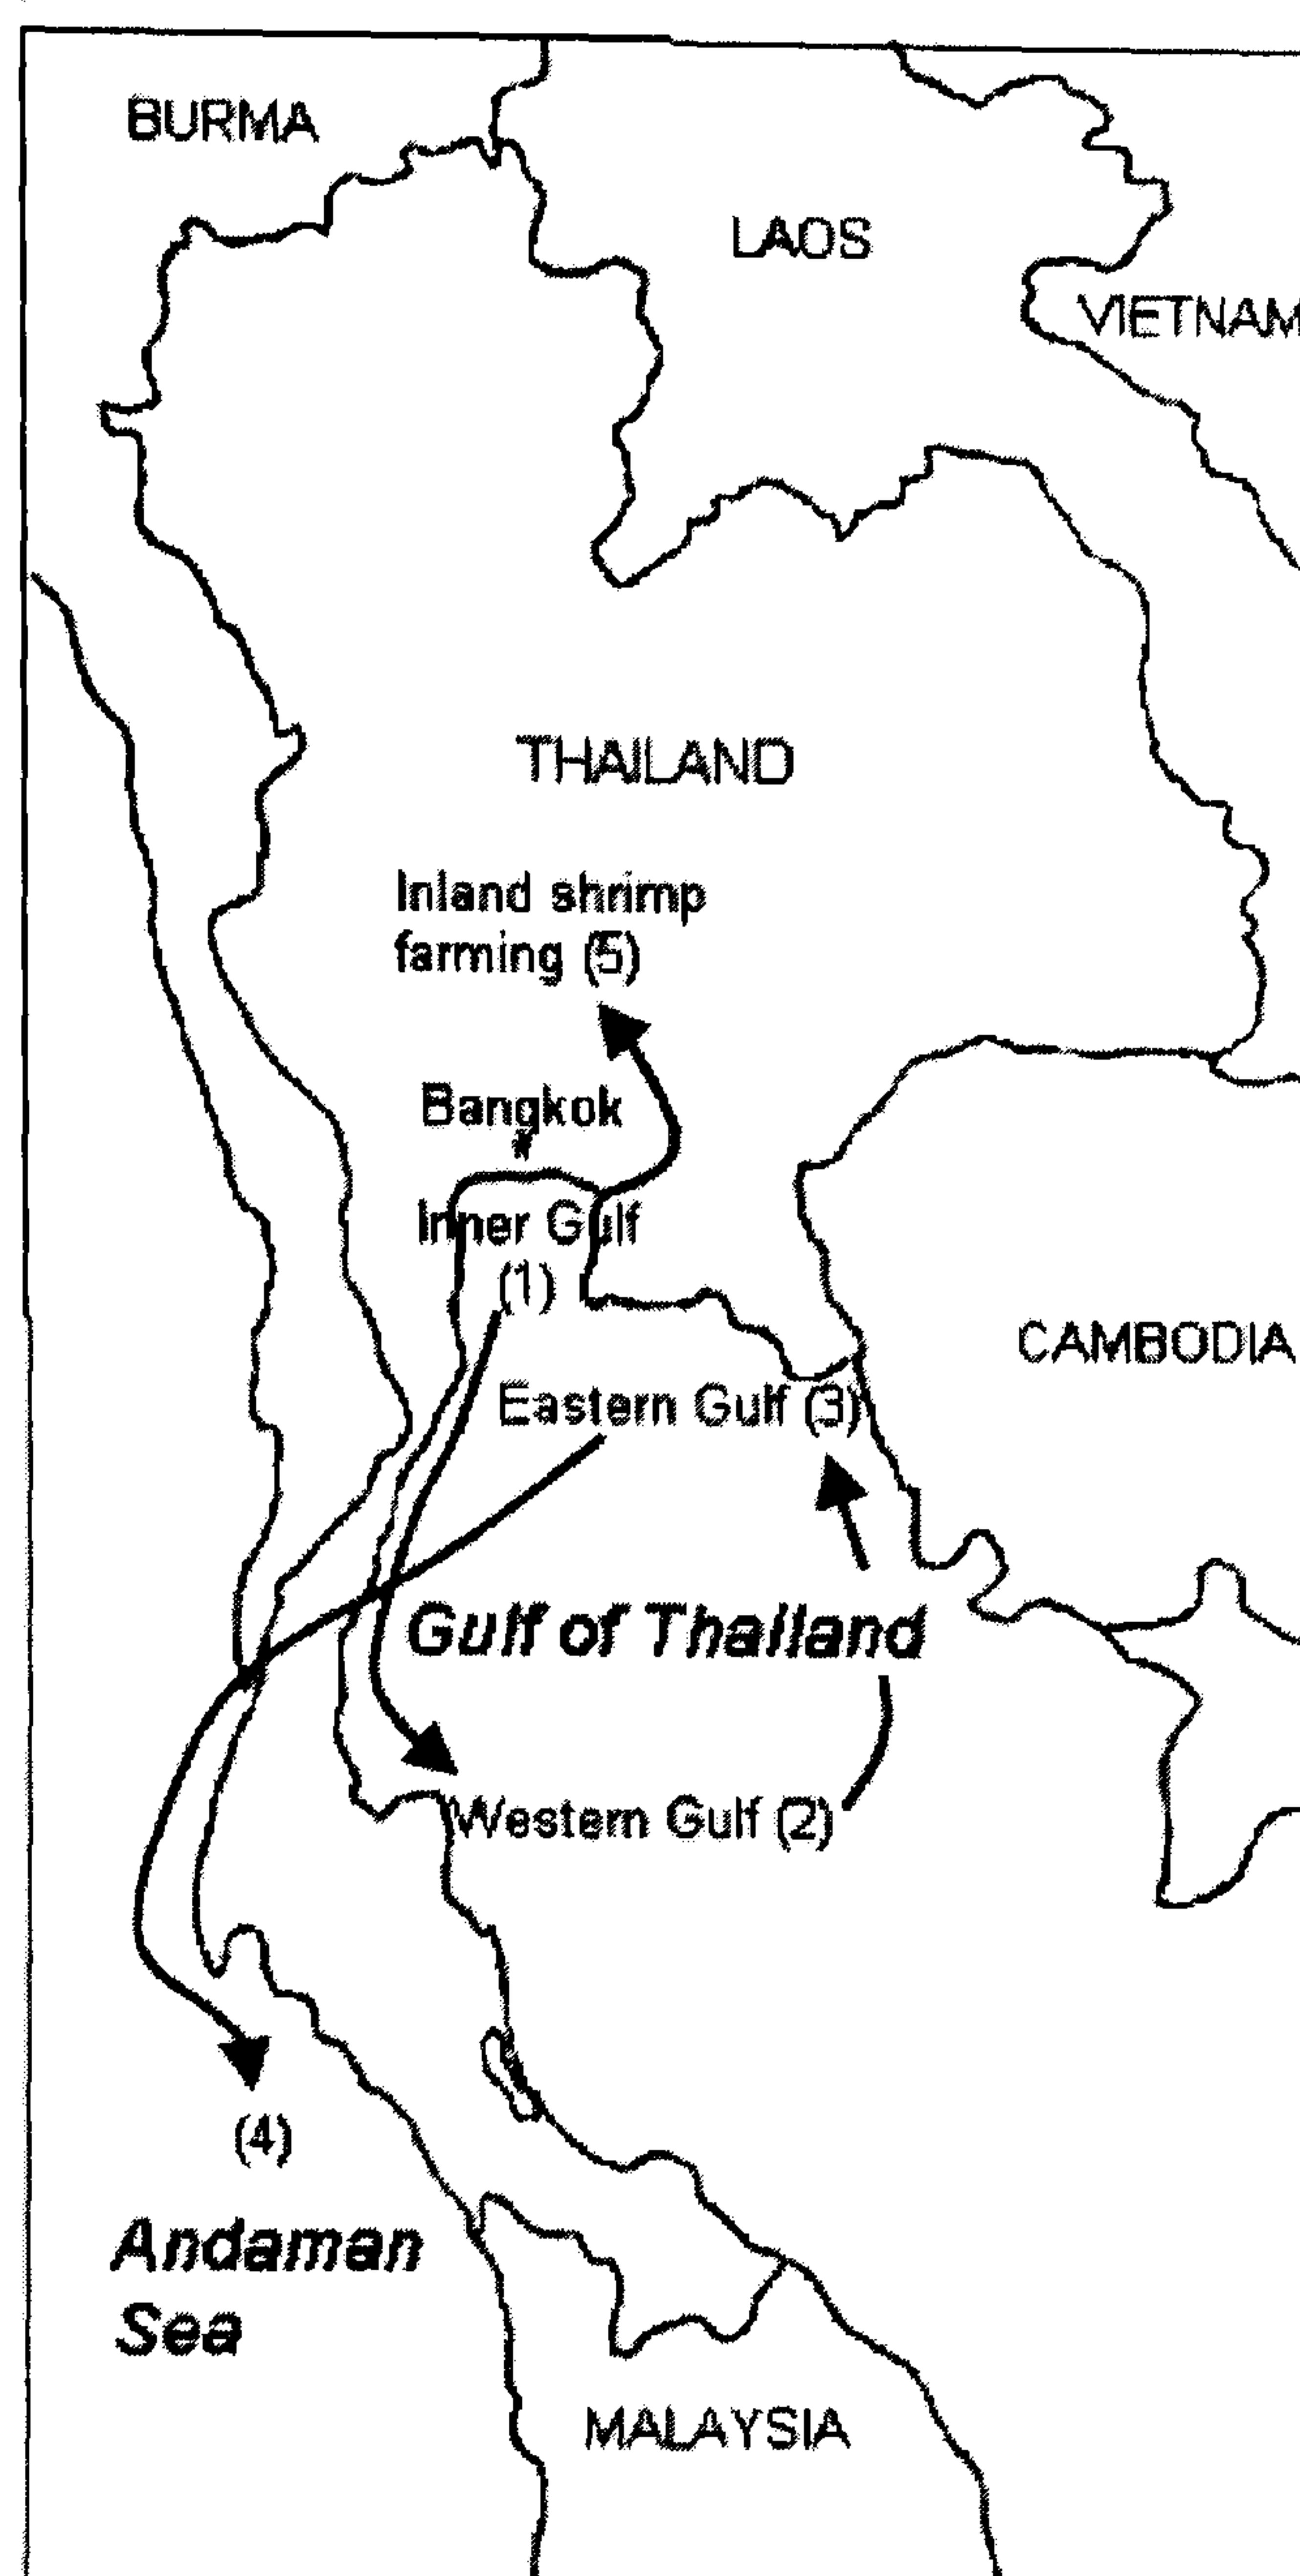 BURMA
LAOS
VIETNAM
THAILAND
Inland shrimp
farming (5)
Bangkok
Inner Gulf
(1)
CAMBODIA
Eastern Gulf (3)
Gulf of Thailand
Western Gulf (2)
(4)
Andaman
Sea
MALAYSIA